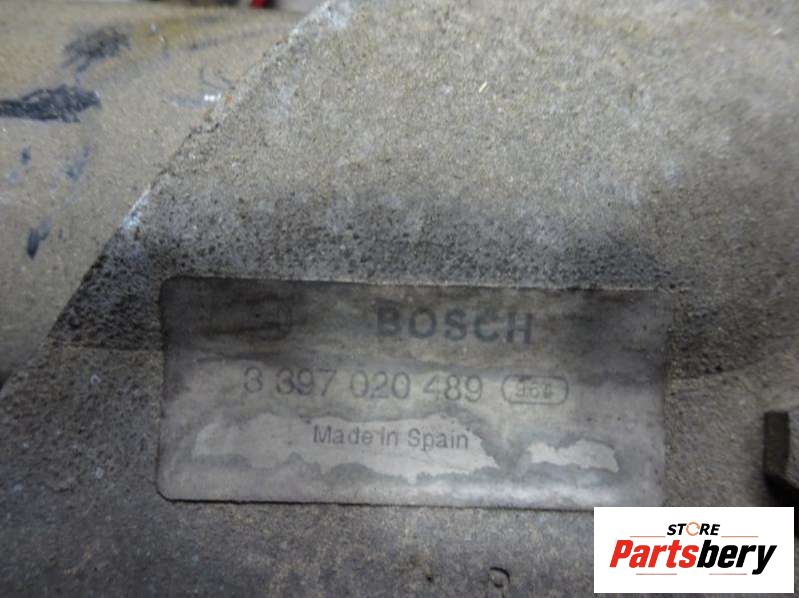 BOSCH
3 397 020 489
Made in Spain
STORE
Partsbery